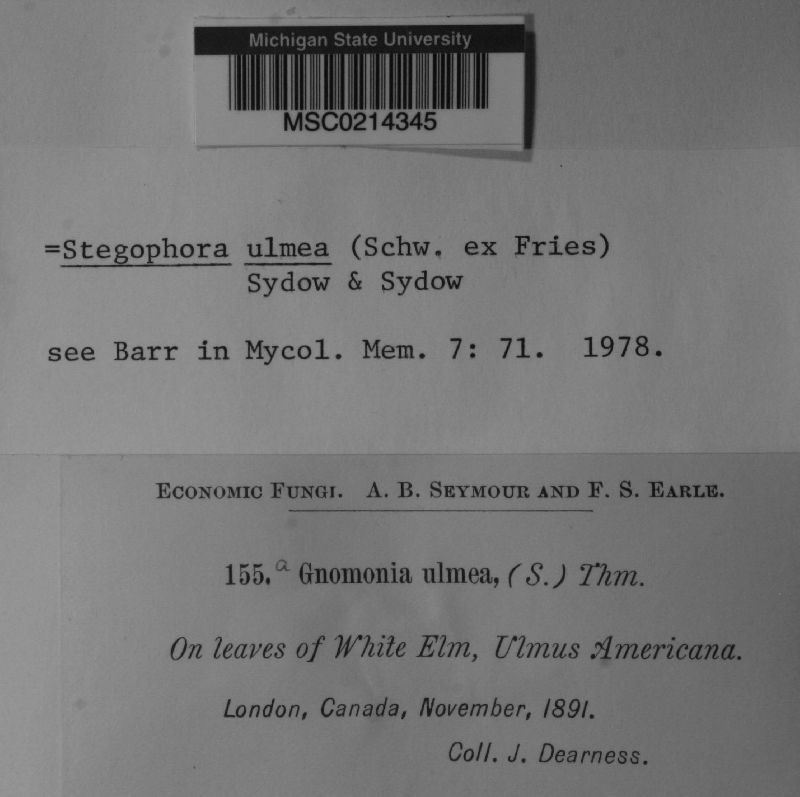 Michigan State University
MSC0214345
=Stegophora ulmea (Schw. ex Fries)
Sydow & Sydow
see Barr in Mycol. Mem. 7: 71. 1978.
Economic Fungi. A. B. Seymour and F. S. Earle.
155.a Gnomonia ulmea, (S.) Thm.
On leaves of White Elm, Ulmus Americana.
London, Canada, November, 1891.
Coll. J. Dearness.